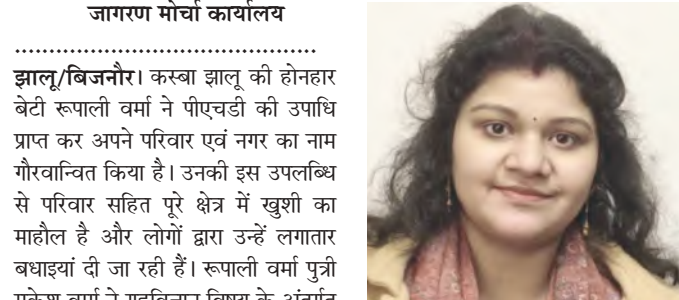 जागरण मोर्चा कार्यालय
.............................................
झालू/बिजनौर। कस्बा झालू की होनहार
बेटी रूपाली वर्मा ने पीएचडी की उपाधि
प्राप्त कर अपने परिवार एवं नगर का नाम
गौरवान्वित किया है। उनकी इस उपलब्धि
से परिवार सहित पूरे क्षेत्र में खुशी का
माहौल है और लोगों द्वारा उन्हें लगातार
बधाइयां दी जा रही हैं। रूपाली वर्मा पुत्री